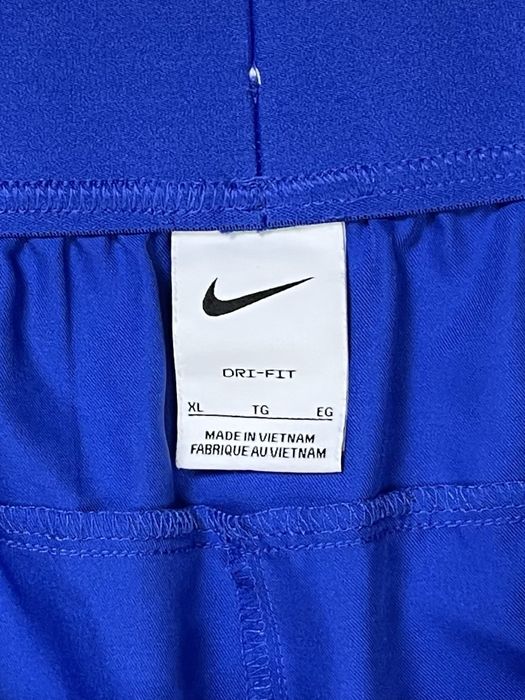 DRI-FIT
XL TG EG
MADE IN VIETNAM
FABRIQUE AU VIETNAM